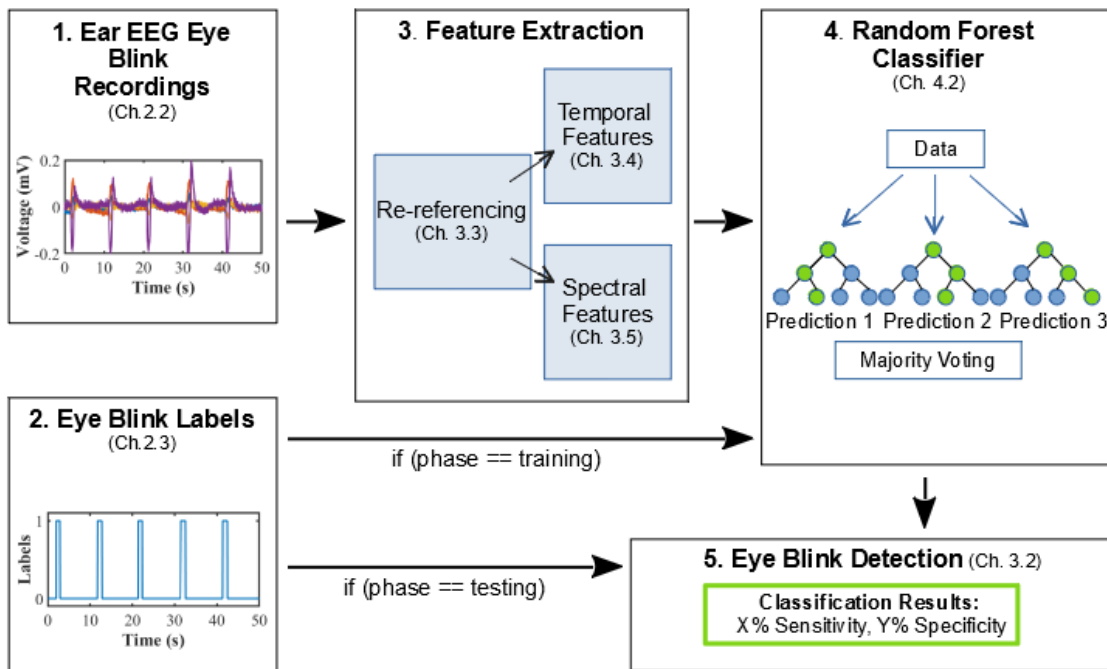 1. Ear EEG Eye
Blink
Recordings
(Ch.2.2)
Voltage (mV)
0.2
0
-0.2
0 10 20 30 40 50
Time (s)
2. Eye Blink Labels
(Ch.2.3)
Labels
1
0
0 10 20 30 40 50
Time (s)
3. Feature Extraction
Re-referencing
(Ch. 3.3)
Temporal
Features
(Ch. 3.4)
Spectral
Features
(Ch. 3.5)
4. Random Forest
Classifier
(Ch. 4.2)
Data
Prediction 1 Prediction 2 Prediction 3
Majority Voting
if (phase == training)
if (phase == testing)
5. Eye Blink Detection (Ch. 3.2)
Classification Results:
X% Sensitivity, Y% Specificity